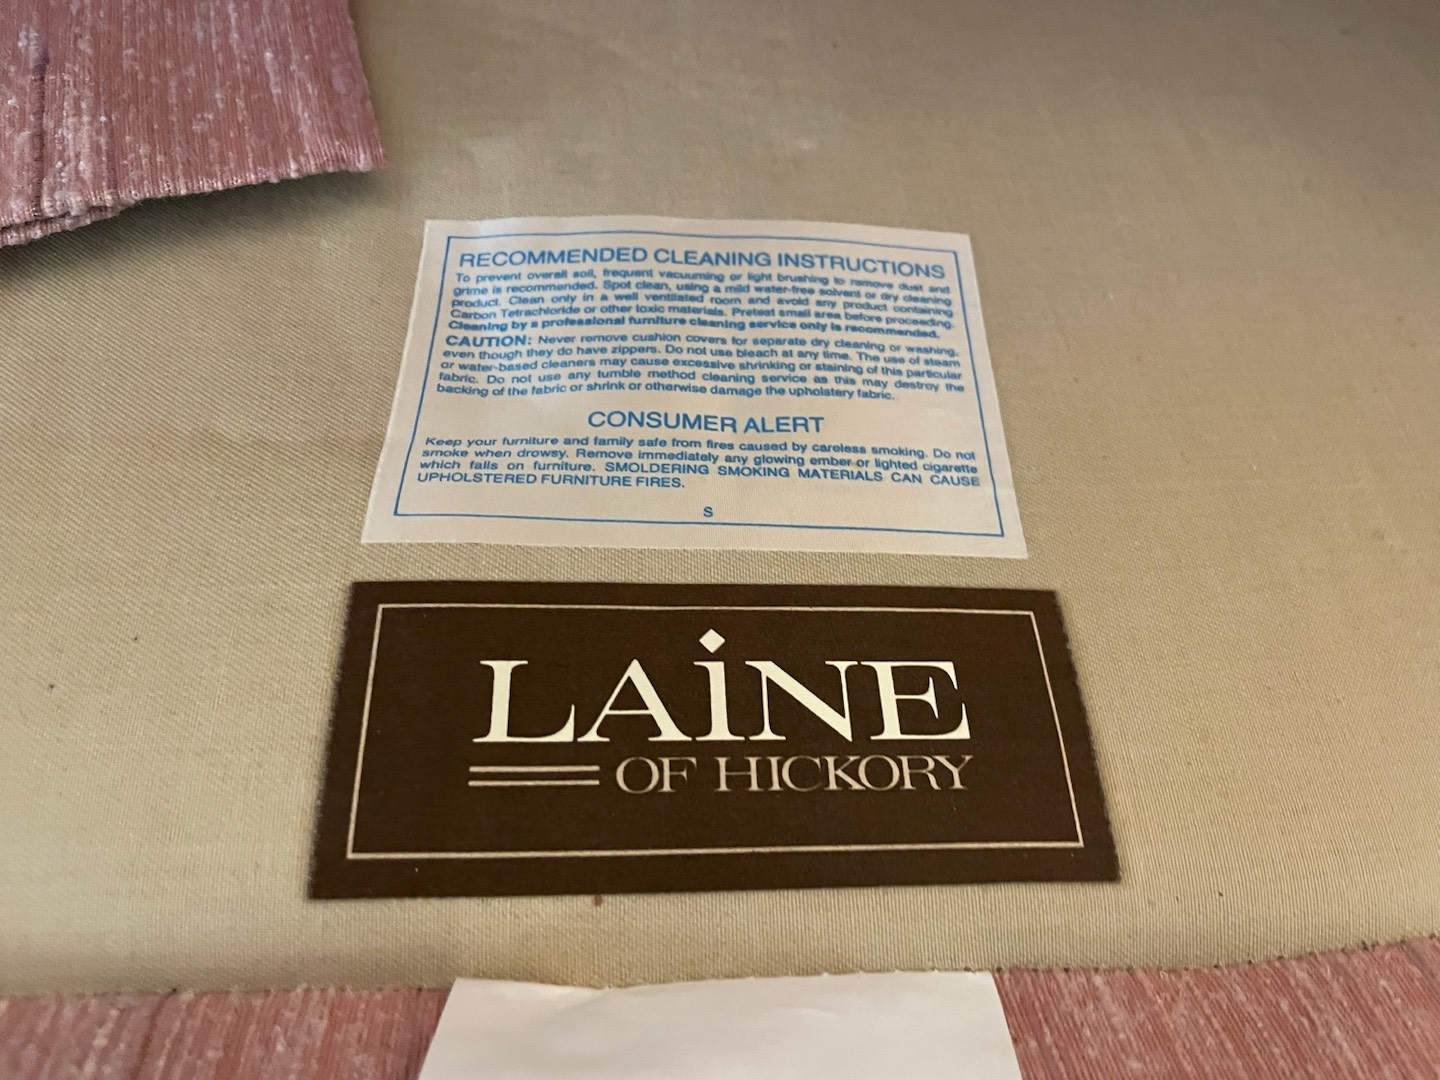 RECOMMENDED CLEANING INSTRUCTIONS
To prevent overall soil, frequent vacuuming or light brushing to remove dust and
grime is recommended. Spot clean, using a mild water-free solvent or dry cleaning
product. Clean only in a well ventilated room and avoid any product containing
Carbon Tetrachloride or other toxic materials. Pretest small area before proceeding.
Cleaning by a professional furniture cleaning service only is recommended.
CAUTION: Never remove cushion covers for separate dry cleaning or washing,
even though they do have zippers. Do not use bleach at any time. The use of steam
or water-based cleaners may cause excessive shrinking or staining of this particular
fabric. Do not use any tumble method cleaning service as this may destroy the
backing of the fabric or shrink or otherwise damage the upholstery fabric.
CONSUMER ALERT
Keep your furniture and family safe from fires caused by careless smoking. Do not
smoke when drowsy. Remove immediately any glowing ember or lighted cigarette
which falls on furniture. SMOLDERING SMOKING MATERIALS CAN CAUSE
UPHOLSTERED FURNITURE FIRES.
S
LAiNE
OF HICKORY